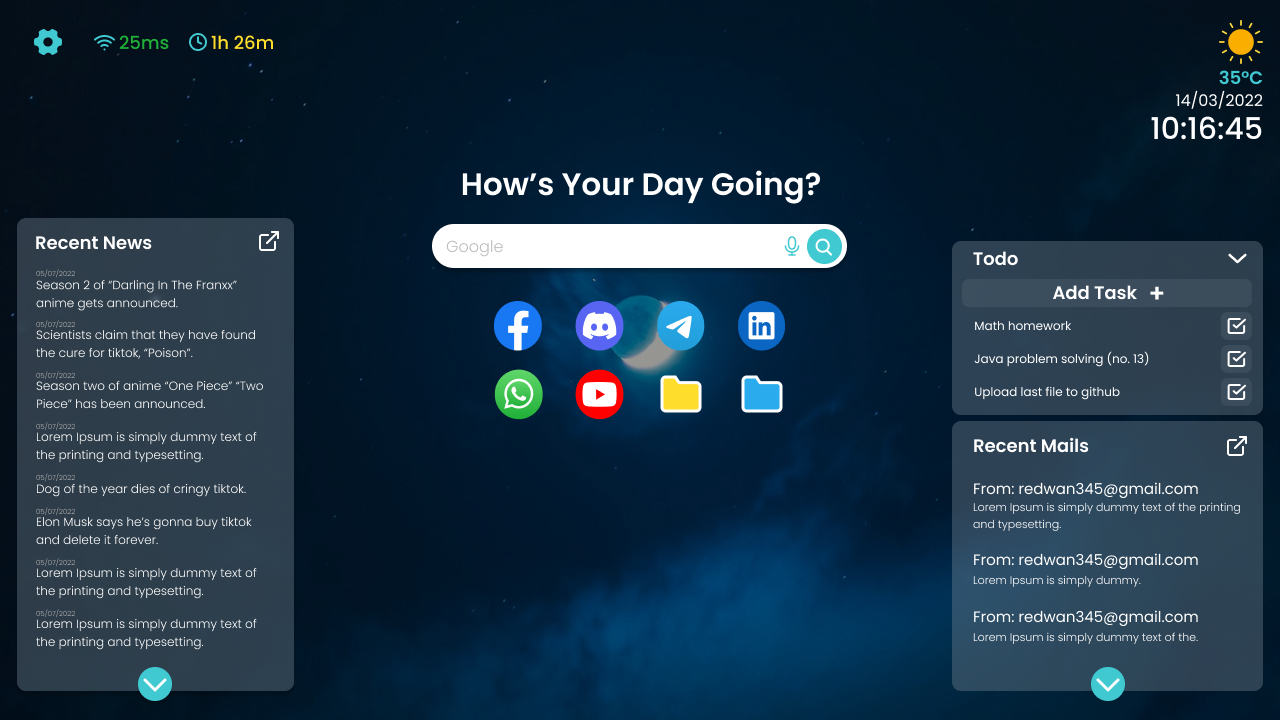 25ms 1h 26m
35°C
14/03/2022
10:16:45
How’s Your Day Going?
Google
Recent News
05/07/2022
Season 2 of “Darling In The Franxx”
anime gets announced.
05/07/2022
Scientists claim that they have found
the cure for tiktok, “Poison”.
05/07/2022
Season two of anime “One Piece” “Two
Piece” has been announced.
05/07/2022
Lorem Ipsum is simply dummy text of
the printing and typesetting.
05/07/2022
Dog of the year dies of cringy tiktok.
05/07/2022
Elon Musk says he’s gonna buy tiktok
and delete it forever.
05/07/2022
Lorem Ipsum is simply dummy text of
the printing and typesetting.
05/07/2022
Lorem Ipsum is simply dummy text of
the printing and typesetting.
in
Todo
Add Task +
Math homework
Java problem solving (no. 13)
Upload last file to github
Recent Mails
From: redwan345@gmail.com
Lorem Ipsum is simply dummy text of the printing
and typesetting.
From: redwan345@gmail.com
Lorem Ipsum is simply dummy.
From: redwan345@gmail.com
Lorem Ipsum is simply dummy text of the.